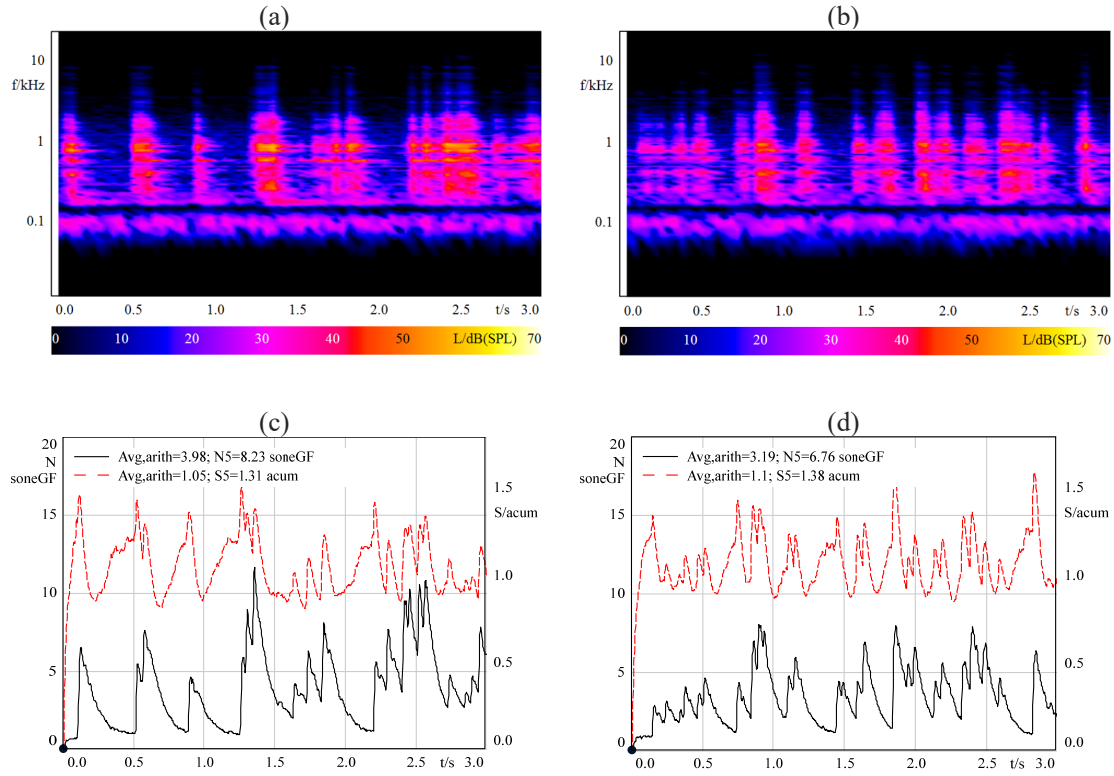 (a)
(b)
10
f/kHz
1
0.1
0.0 0.5 1.0 1.5 2.0 2.5 t/s 3.0
0 10 20 30 40 50 L/dB(SPL) 70
10
f/kHz
1
0.1
0.0 0.5 1.0 1.5 2.0 2.5 t/s 3.0
0 10 20 30 40 50 L/dB(SPL) 70
(c)
(d)
20
N
soneGF
15
10
5
0
Avg,arith=3.98; N5=8.23 soneGF
Avg,arith=1.05; S5=1.31 acum
1.5
S/acum
1.0
0.5
0.0
0.0 0.5 1.0 1.5 2.0 2.5 t/s 3.0
20
N
soneGF
15
10
5
0
Avg,arith=3.19; N5=6.76 soneGF
Avg,arith=1.1; S5=1.38 acum
1.5
S/acum
1.0
0.5
0.0
0.0 0.5 1.0 1.5 2.0 2.5 t/s 3.0